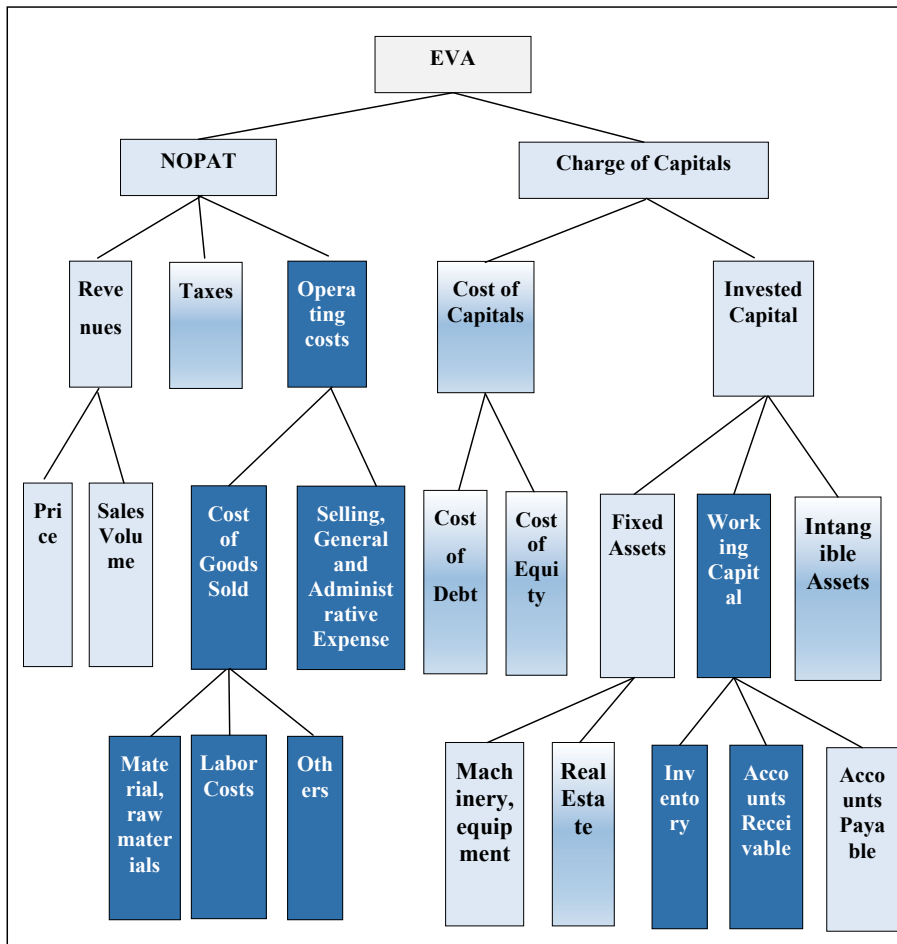 EVA
NOPAT
Charge of Capitals
Reve
nues
Taxes
Opera
ting
costs
Cost of
Capitals
Invested
Capital
Pri
ce
Sales
Volu
me
Cost
of
Goods
Sold
Selling,
General
and
Administ
rative
Expense
Cost
of
Debt
Cost
of
Equi
ty
Fixed
Assets
Work
ing
Capit
al
Intang
ible
Assets
Mate
rial,
raw
mater
ials
Labor
Costs
Oth
ers
Mach
inery,
equip
ment
Real
Esta
te
Inv
ento
ry
Acco
unts
Recei
vable
Acco
unts
Paya
ble